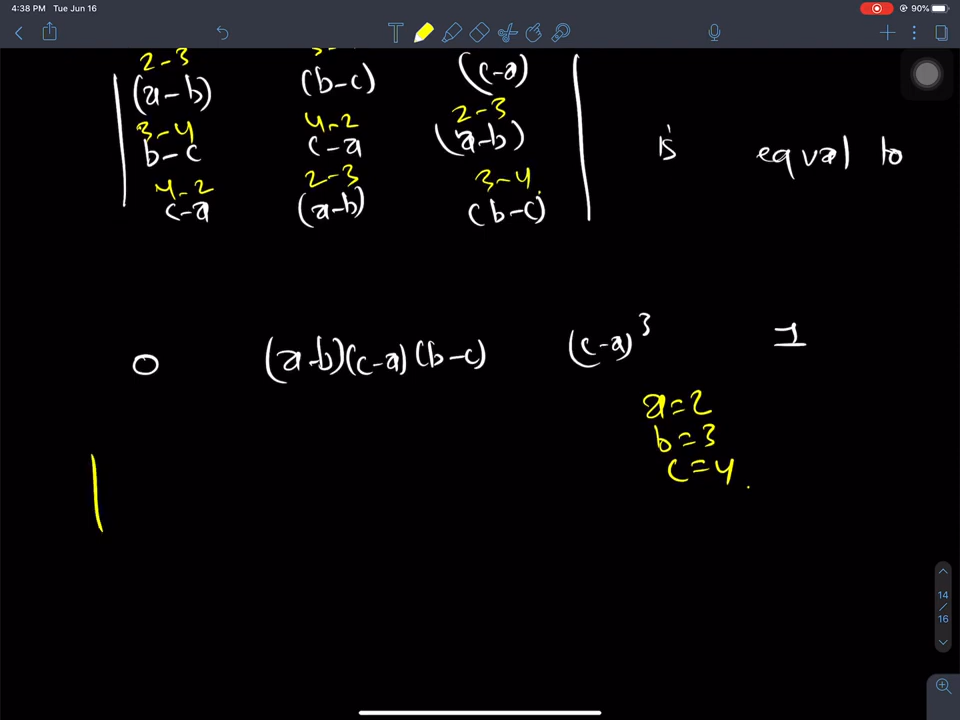 4:38 PM Tue Jun 16
90%
2-3
(a-b) (b-c) (c-a)
3-4 4-2 2-3
b-c c-a (a-b) is equal to
4-2 2-3 3-4
c-a (a-b) (b-c)
0 (a-b)(c-a)(b-c) (c-a)^3 1
a=2
b=3
c=4
14
/
16